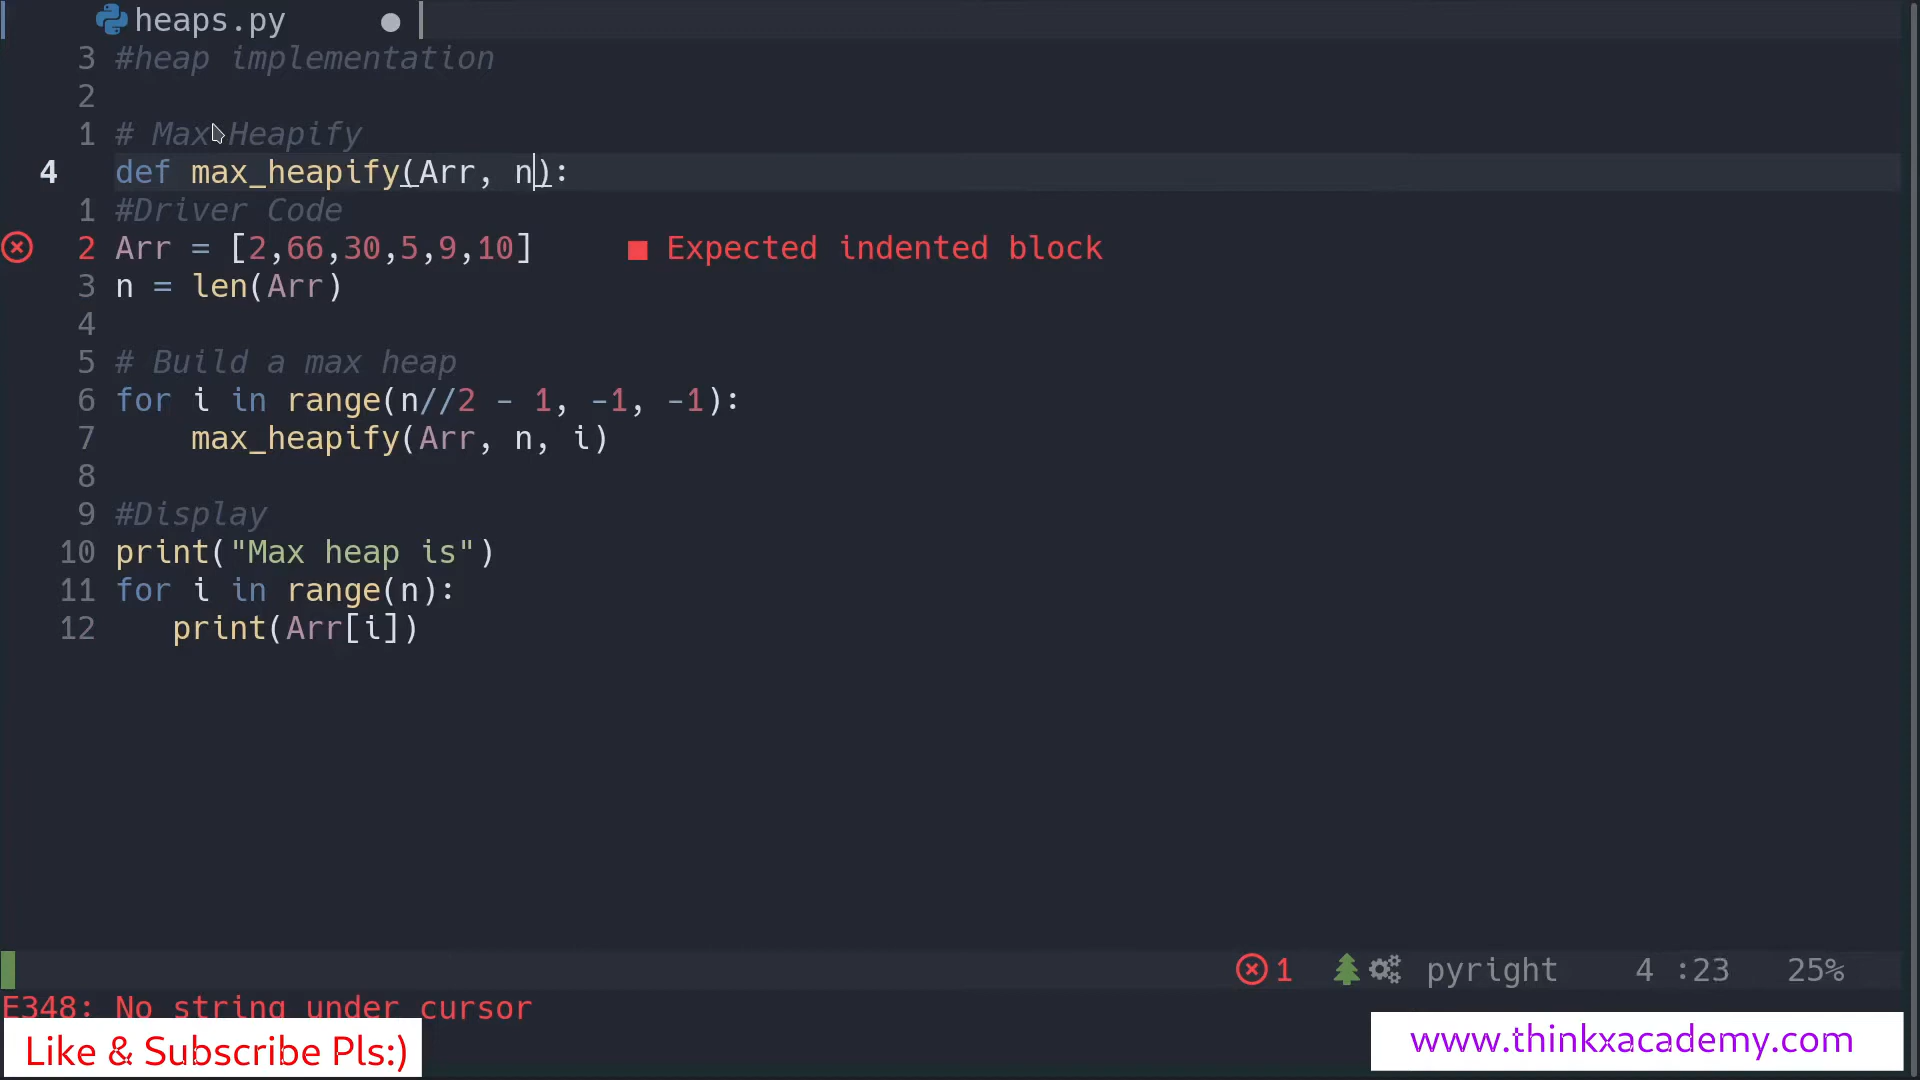 heaps.py
3 #heap implementation
2
1 # Max Heapify
4 def max_heapify(Arr, n):
1 #Driver Code
2 Arr = [2,66,30,5,9,10] ■ Expected indented block
3 n = len(Arr)
4
5 # Build a max heap
6 for i in range(n//2 - 1, -1, -1):
7     max_heapify(Arr, n, i)
8
9 #Display
10 print("Max heap is")
11 for i in range(n):
12    print(Arr[i])
1 pyright 4 :23 25%
E348: No string under cursor
Like & Subscribe Pls:)
www.thinkxacademy.com